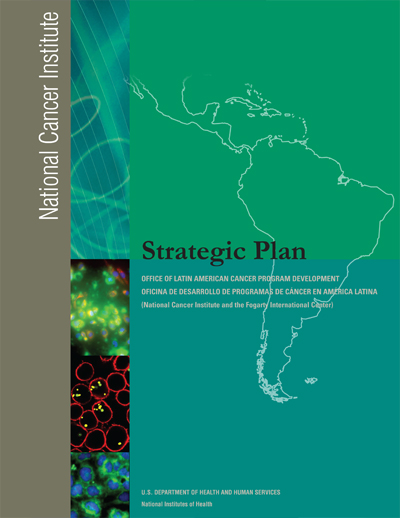 National Cancer Institute
Strategic Plan
OFFICE OF LATIN AMERICAN CANCER PROGRAM DEVELOPMENT
OFICINA DE DESARROLLO DE PROGRAMAS DE CÁNCER EN AMÉRICA LATINA
(National Cancer Institute and the Fogarty International Center)
U.S. DEPARTMENT OF HEALTH AND HUMAN SERVICES
National Institutes of Health